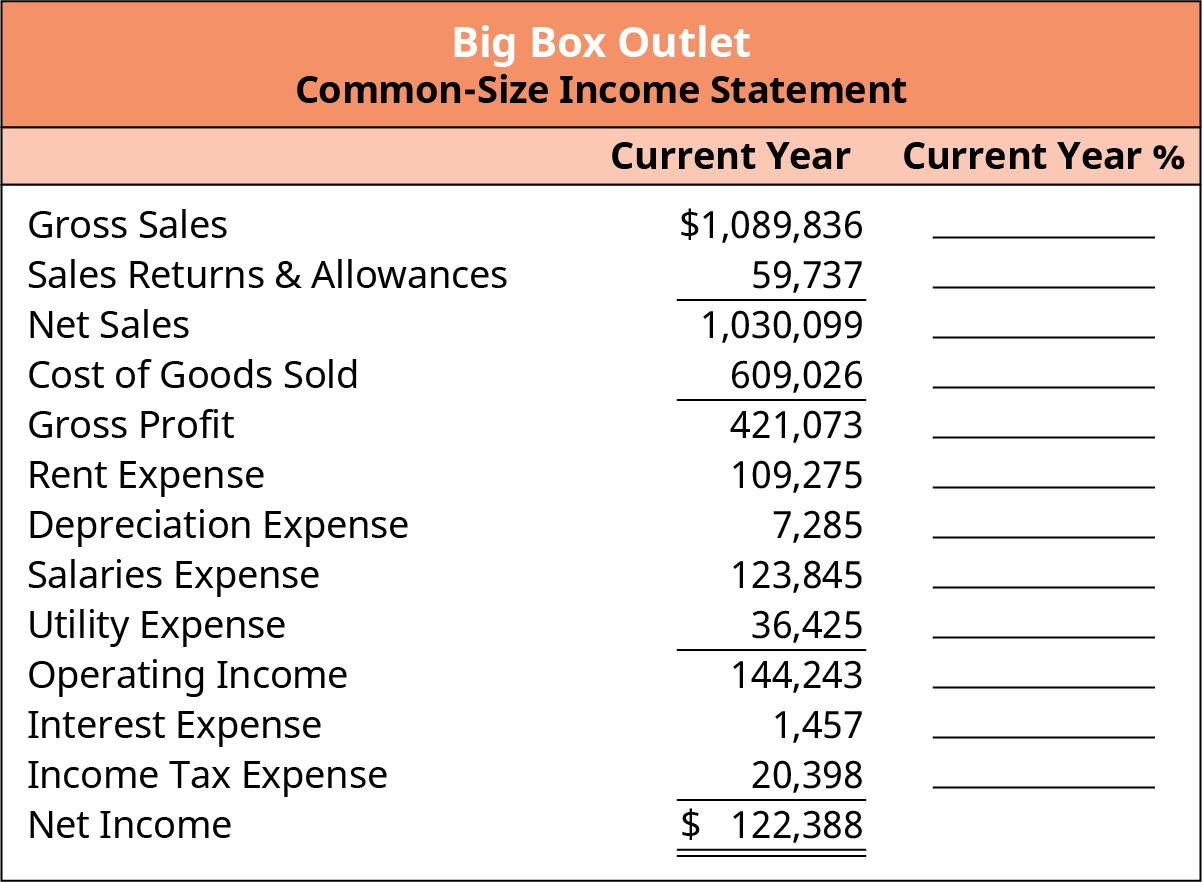 Big Box Outlet
Common-Size Income Statement
Current Year Current Year %
Gross Sales $1,089,836
Sales Returns & Allowances 59,737
Net Sales 1,030,099
Cost of Goods Sold 609,026
Gross Profit 421,073
Rent Expense 109,275
Depreciation Expense 7,285
Salaries Expense 123,845
Utility Expense 36,425
Operating Income 144,243
Interest Expense 1,457
Income Tax Expense 20,398
Net Income $ 122,388